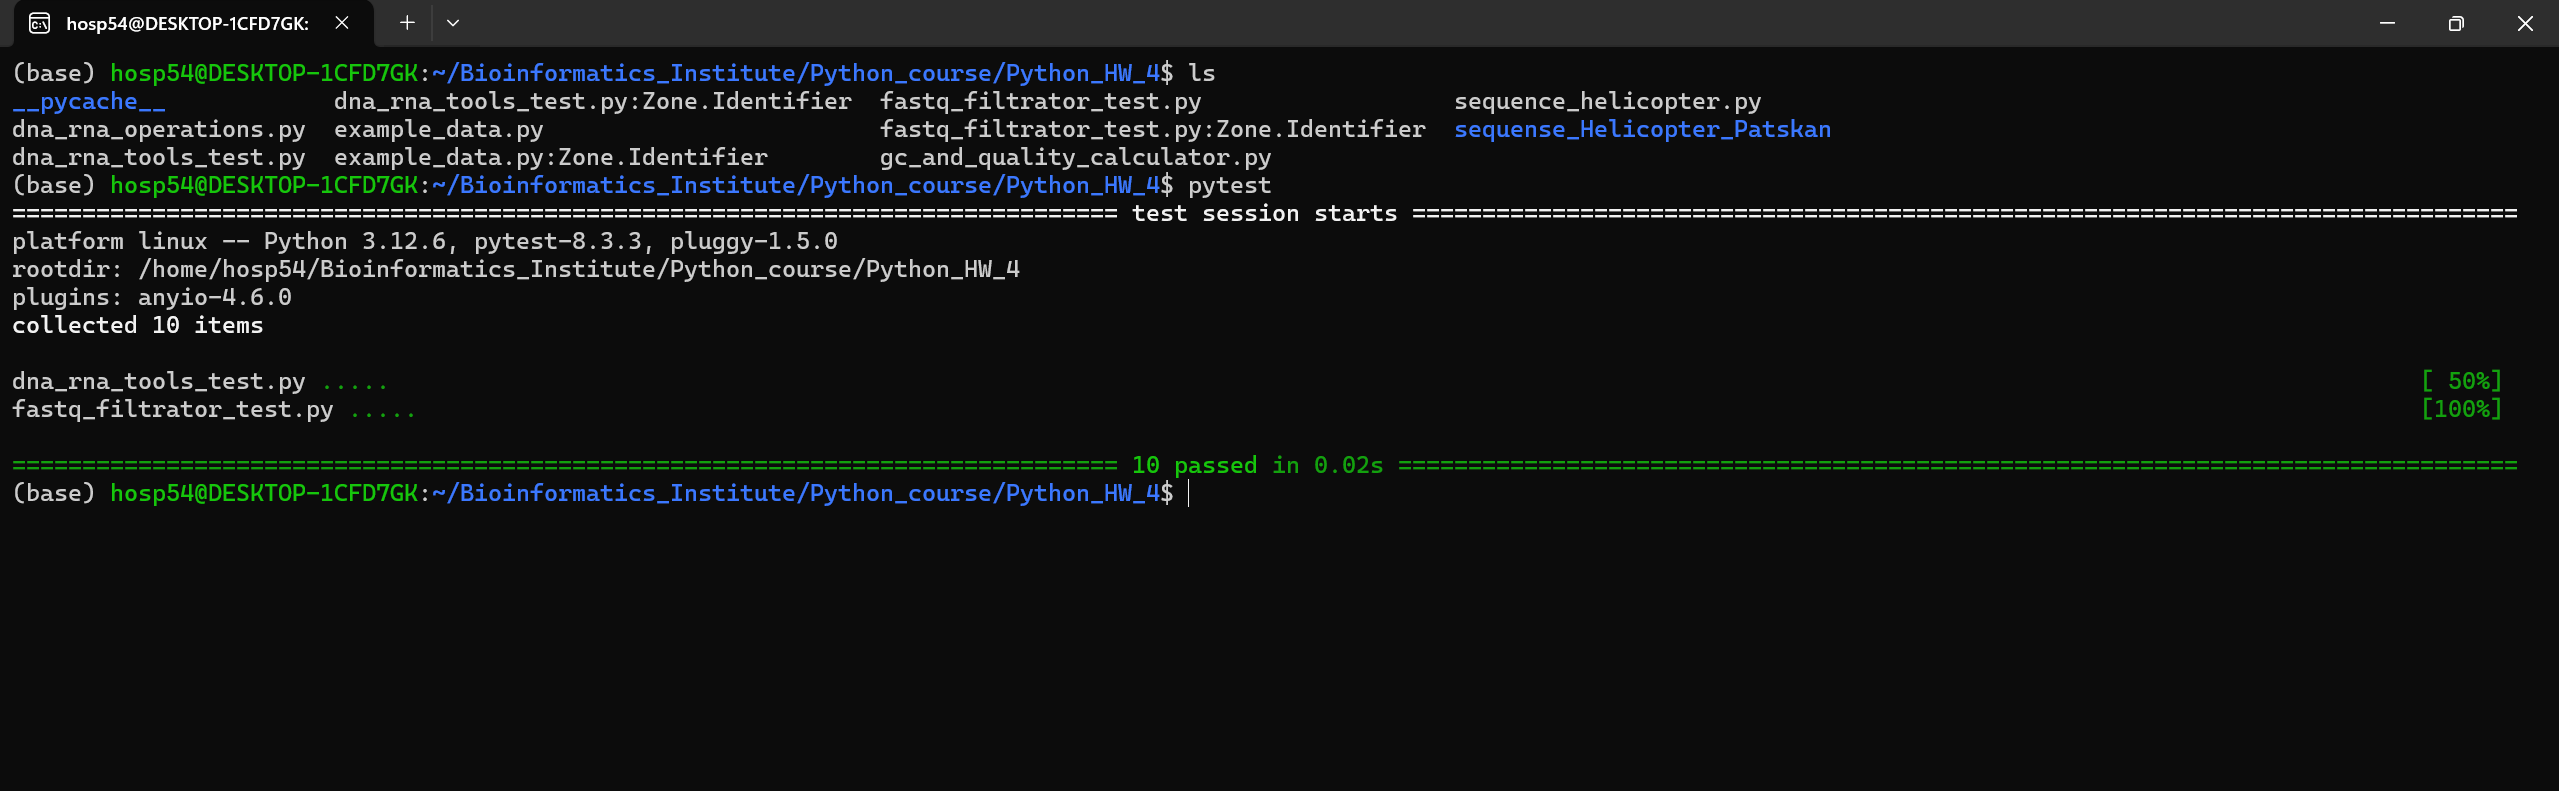 hosp54@DESKTOP-1CFD7GK:
(base) hosp54@DESKTOP-1CFD7GK:~/Bioinformatics_Institute/Python_course/Python_HW_4$ ls
__pycache__            dna_rna_tools_test.py:Zone.Identifier  fastq_filtrator_test.py                  sequence_helicopter.py
dna_rna_operations.py  example_data.py                        fastq_filtrator_test.py:Zone.Identifier  sequense_Helicopter_Patskan
dna_rna_tools_test.py  example_data.py:Zone.Identifier        gc_and_quality_calculator.py
(base) hosp54@DESKTOP-1CFD7GK:~/Bioinformatics_Institute/Python_course/Python_HW_4$ pytest
=============================================================================== test session starts ===============================================================================
platform linux -- Python 3.12.6, pytest-8.3.3, pluggy-1.5.0
rootdir: /home/hosp54/Bioinformatics_Institute/Python_course/Python_HW_4
plugins: anyio-4.6.0
collected 10 items
dna_rna_tools_test.py ..... [ 50%]
fastq_filtrator_test.py ..... [100%]
=============================================================================== 10 passed in 0.02s ================================================================================
(base) hosp54@DESKTOP-1CFD7GK:~/Bioinformatics_Institute/Python_course/Python_HW_4$